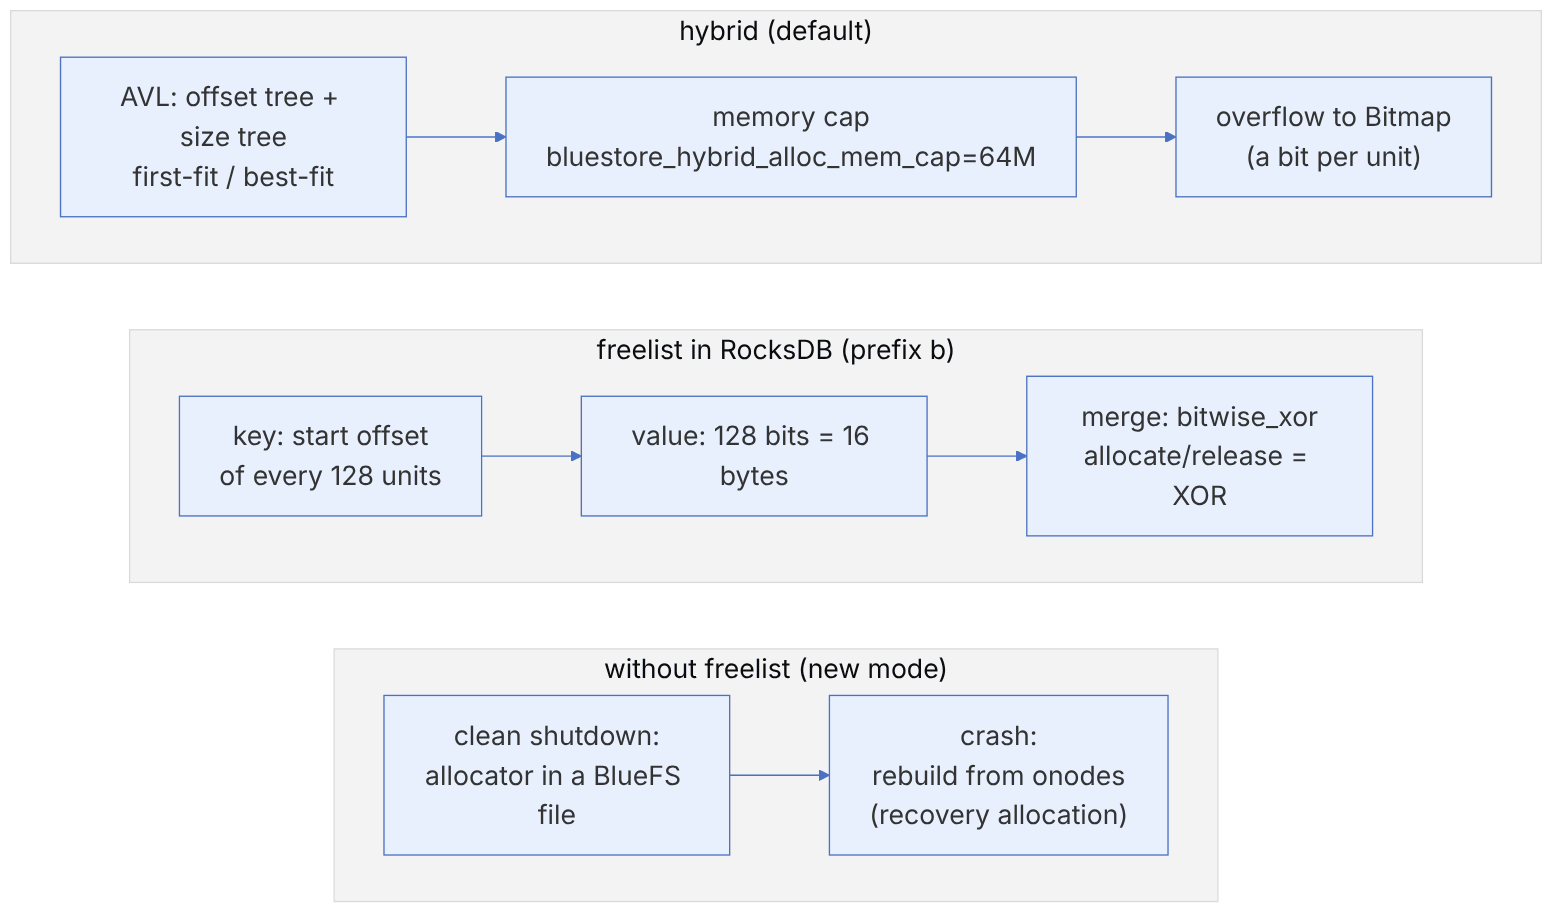 hybrid (default)
AVL: offset tree +
size tree
first-fit / best-fit
memory cap
bluestore_hybrid_alloc_mem_cap=64M
overflow to Bitmap
(a bit per unit)
freelist in RocksDB (prefix b)
key: start offset
of every 128 units
value: 128 bits = 16
bytes
merge: bitwise_xor
allocate/release =
XOR
without freelist (new mode)
clean shutdown:
allocator in a BlueFS
file
crash:
rebuild from onodes
(recovery allocation)